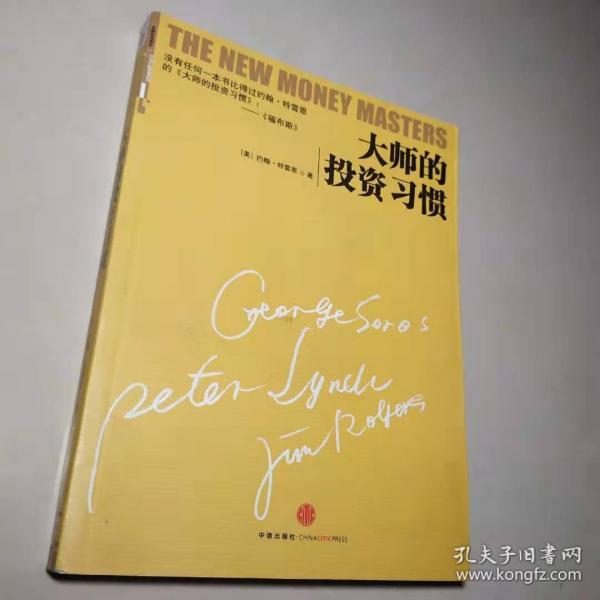 THE NEW MONEY MASTERS
没有任何一本书比得过约翰·特雷恩
的《大师的投资习惯》！
——《福布斯》
大师的
投资习惯
[美] 约翰·特雷恩 著
George Soros
Peter Lynch
Jim Rogers
中信出版社·CHINA CITIC PRESS
孔夫子旧书网
www.kongfz.com